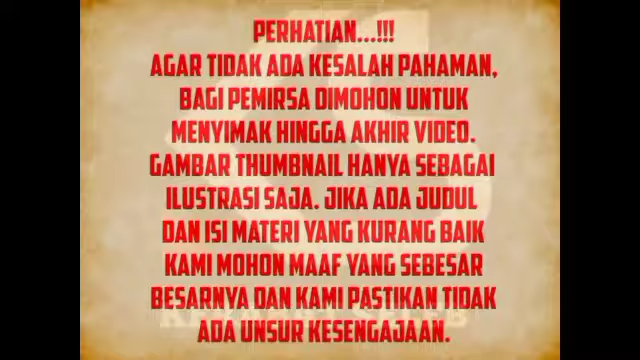 PERHATIAN...!!!
AGAR TIDAK ADA KESALAH PAHAMAN,
BAGI PEMIRSA DIMOHON UNTUK
MENYIMAK HINGGA AKHIR VIDEO.
GAMBAR THUMBNAIL HANYA SEBAGAI
ILUSTRASI SAJA. JIKA ADA JUDUL
DAN ISI MATERI YANG KURANG BAIK
KAMI MOHON MAAF YANG SEBESAR
BESARNYA DAN KAMI PASTIKAN TIDAK
ADA UNSUR KESENGAJAAN.